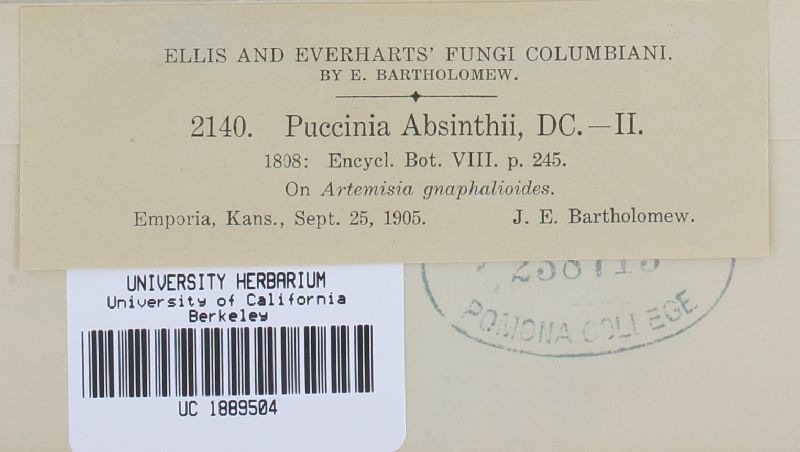 ELLIS AND EVERHARTS' FUNGI COLUMBIANI.
BY E. BARTHOLOMEW.
2140. Puccinia Absinthii, DC.—II.
1808: Encycl. Bot. VIII. p. 245.
On Artemisia gnaphalioides.
Emporia, Kans., Sept. 25, 1905. J. E. Bartholomew.
UNIVERSITY HERBARIUM
University of California
Berkeley
UC 1889504
POMONA COLLEGE